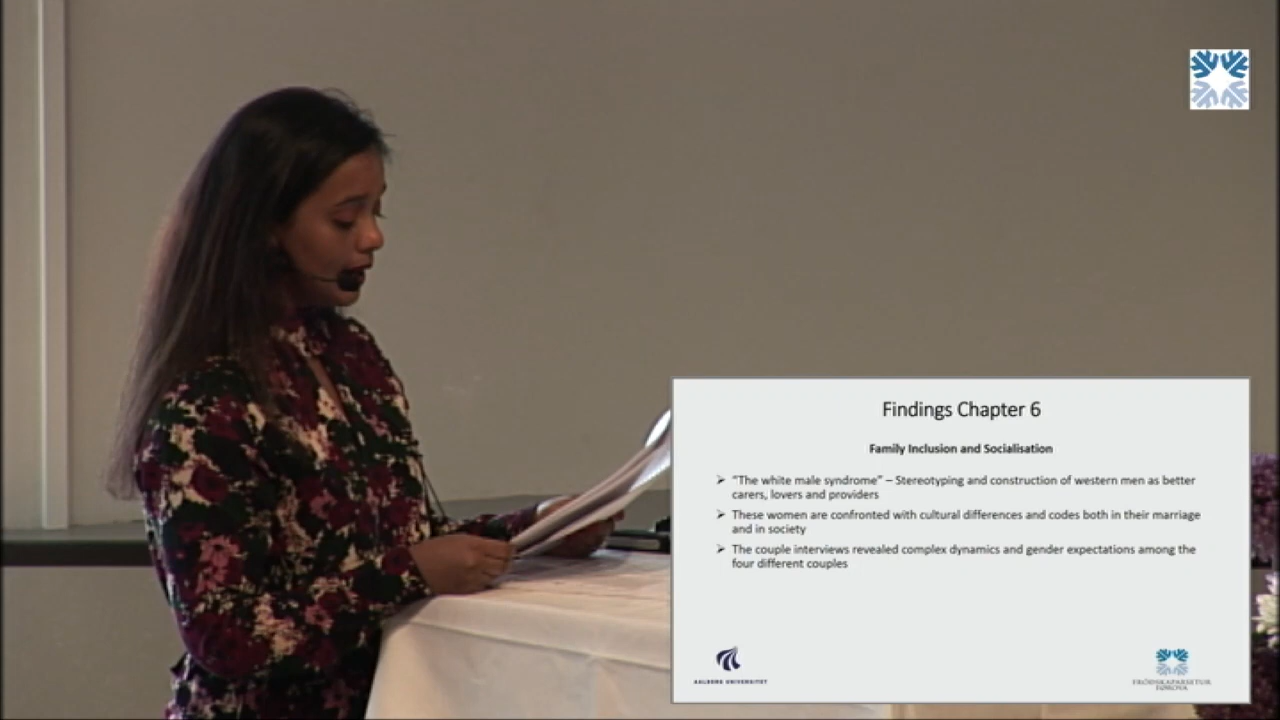 Findings Chapter 6
Family Inclusion and Socialisation
➤ “The white male syndrome” – Stereotyping and construction of western men as better
carers, lovers and providers
➤ These women are confronted with cultural differences and codes both in their marriage
and in society
➤ The couple interviews revealed complex dynamics and gender expectations among the
four different couples
AALBORG UNIVERSITET
FRÓÐSKAPARSETUR
FØROYA